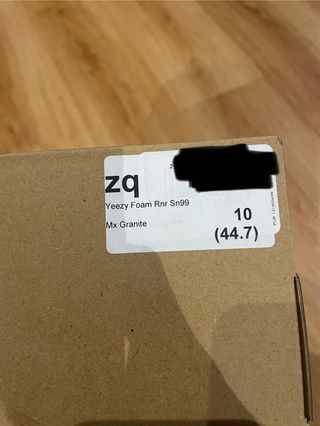 zq
Yeezy Foam Rnr Sn99
Mx Granite
10
(44.7)